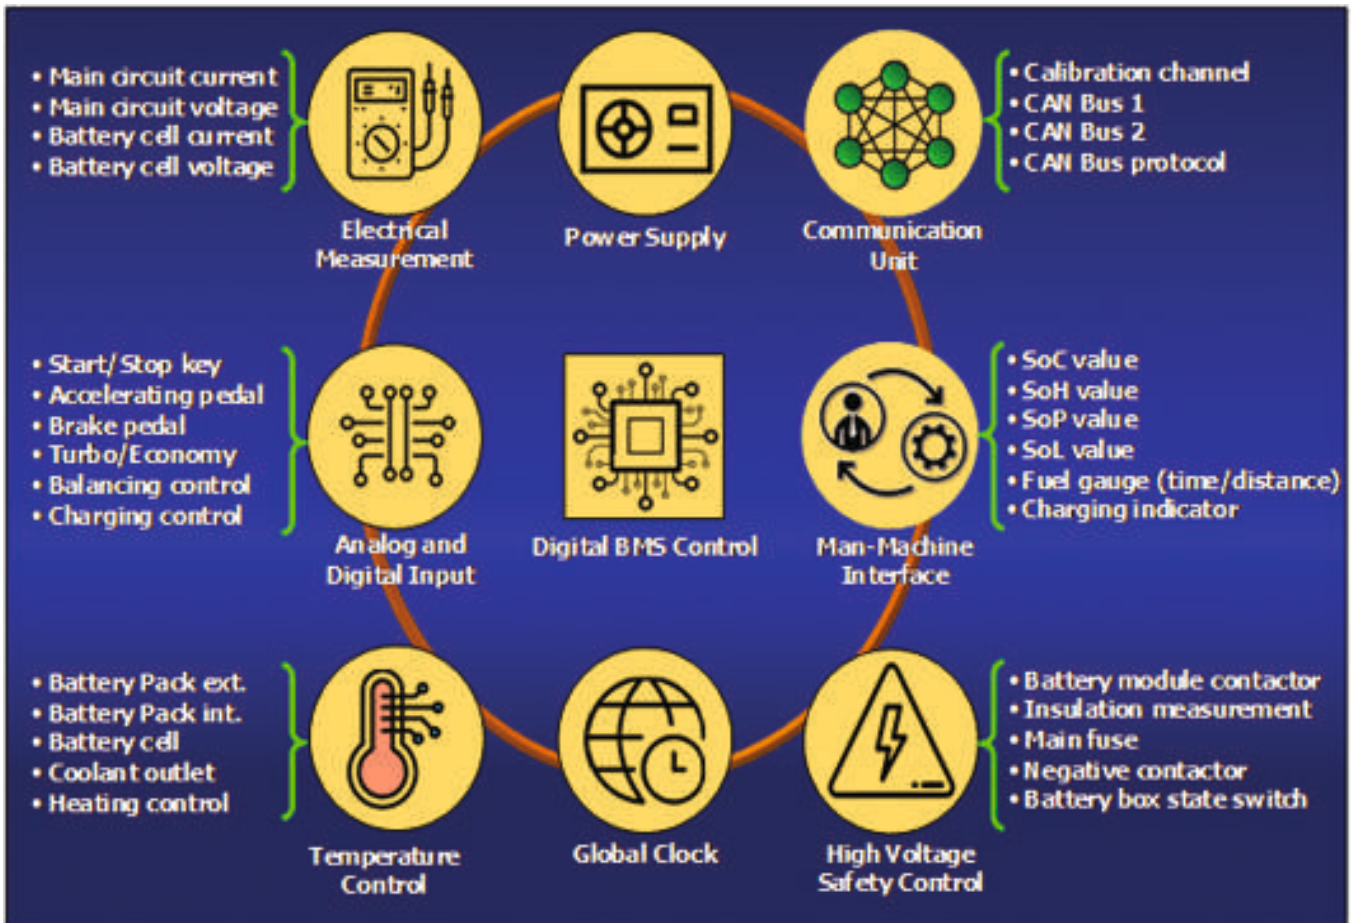 • Main circuit current
• Main circuit voltage
• Battery cell current
• Battery cell voltage
Electrical
Measurement
Power Supply
Communication
Unit
• Calibration channel
• CAN Bus 1
• CAN Bus 2
• CAN Bus protocol
• Start/Stop key
• Accelerating pedal
• Brake pedal
• Turbo/Economy
• Balancing control
• Charging control
Analog and
Digital Input
Digital BMS Control
Man-Machine
Interface
• SoC value
• SoH value
• SoP value
• SoL value
• Fuel gauge (time/distance)
• Charging indicator
• Battery Pack ext.
• Battery Pack int.
• Battery cell
• Coolant outlet
• Heating control
Temperature
Control
Global Clock
High Voltage
Safety Control
• Battery module contactor
• Insulation measurement
• Main fuse
• Negative contactor
• Battery box state switch